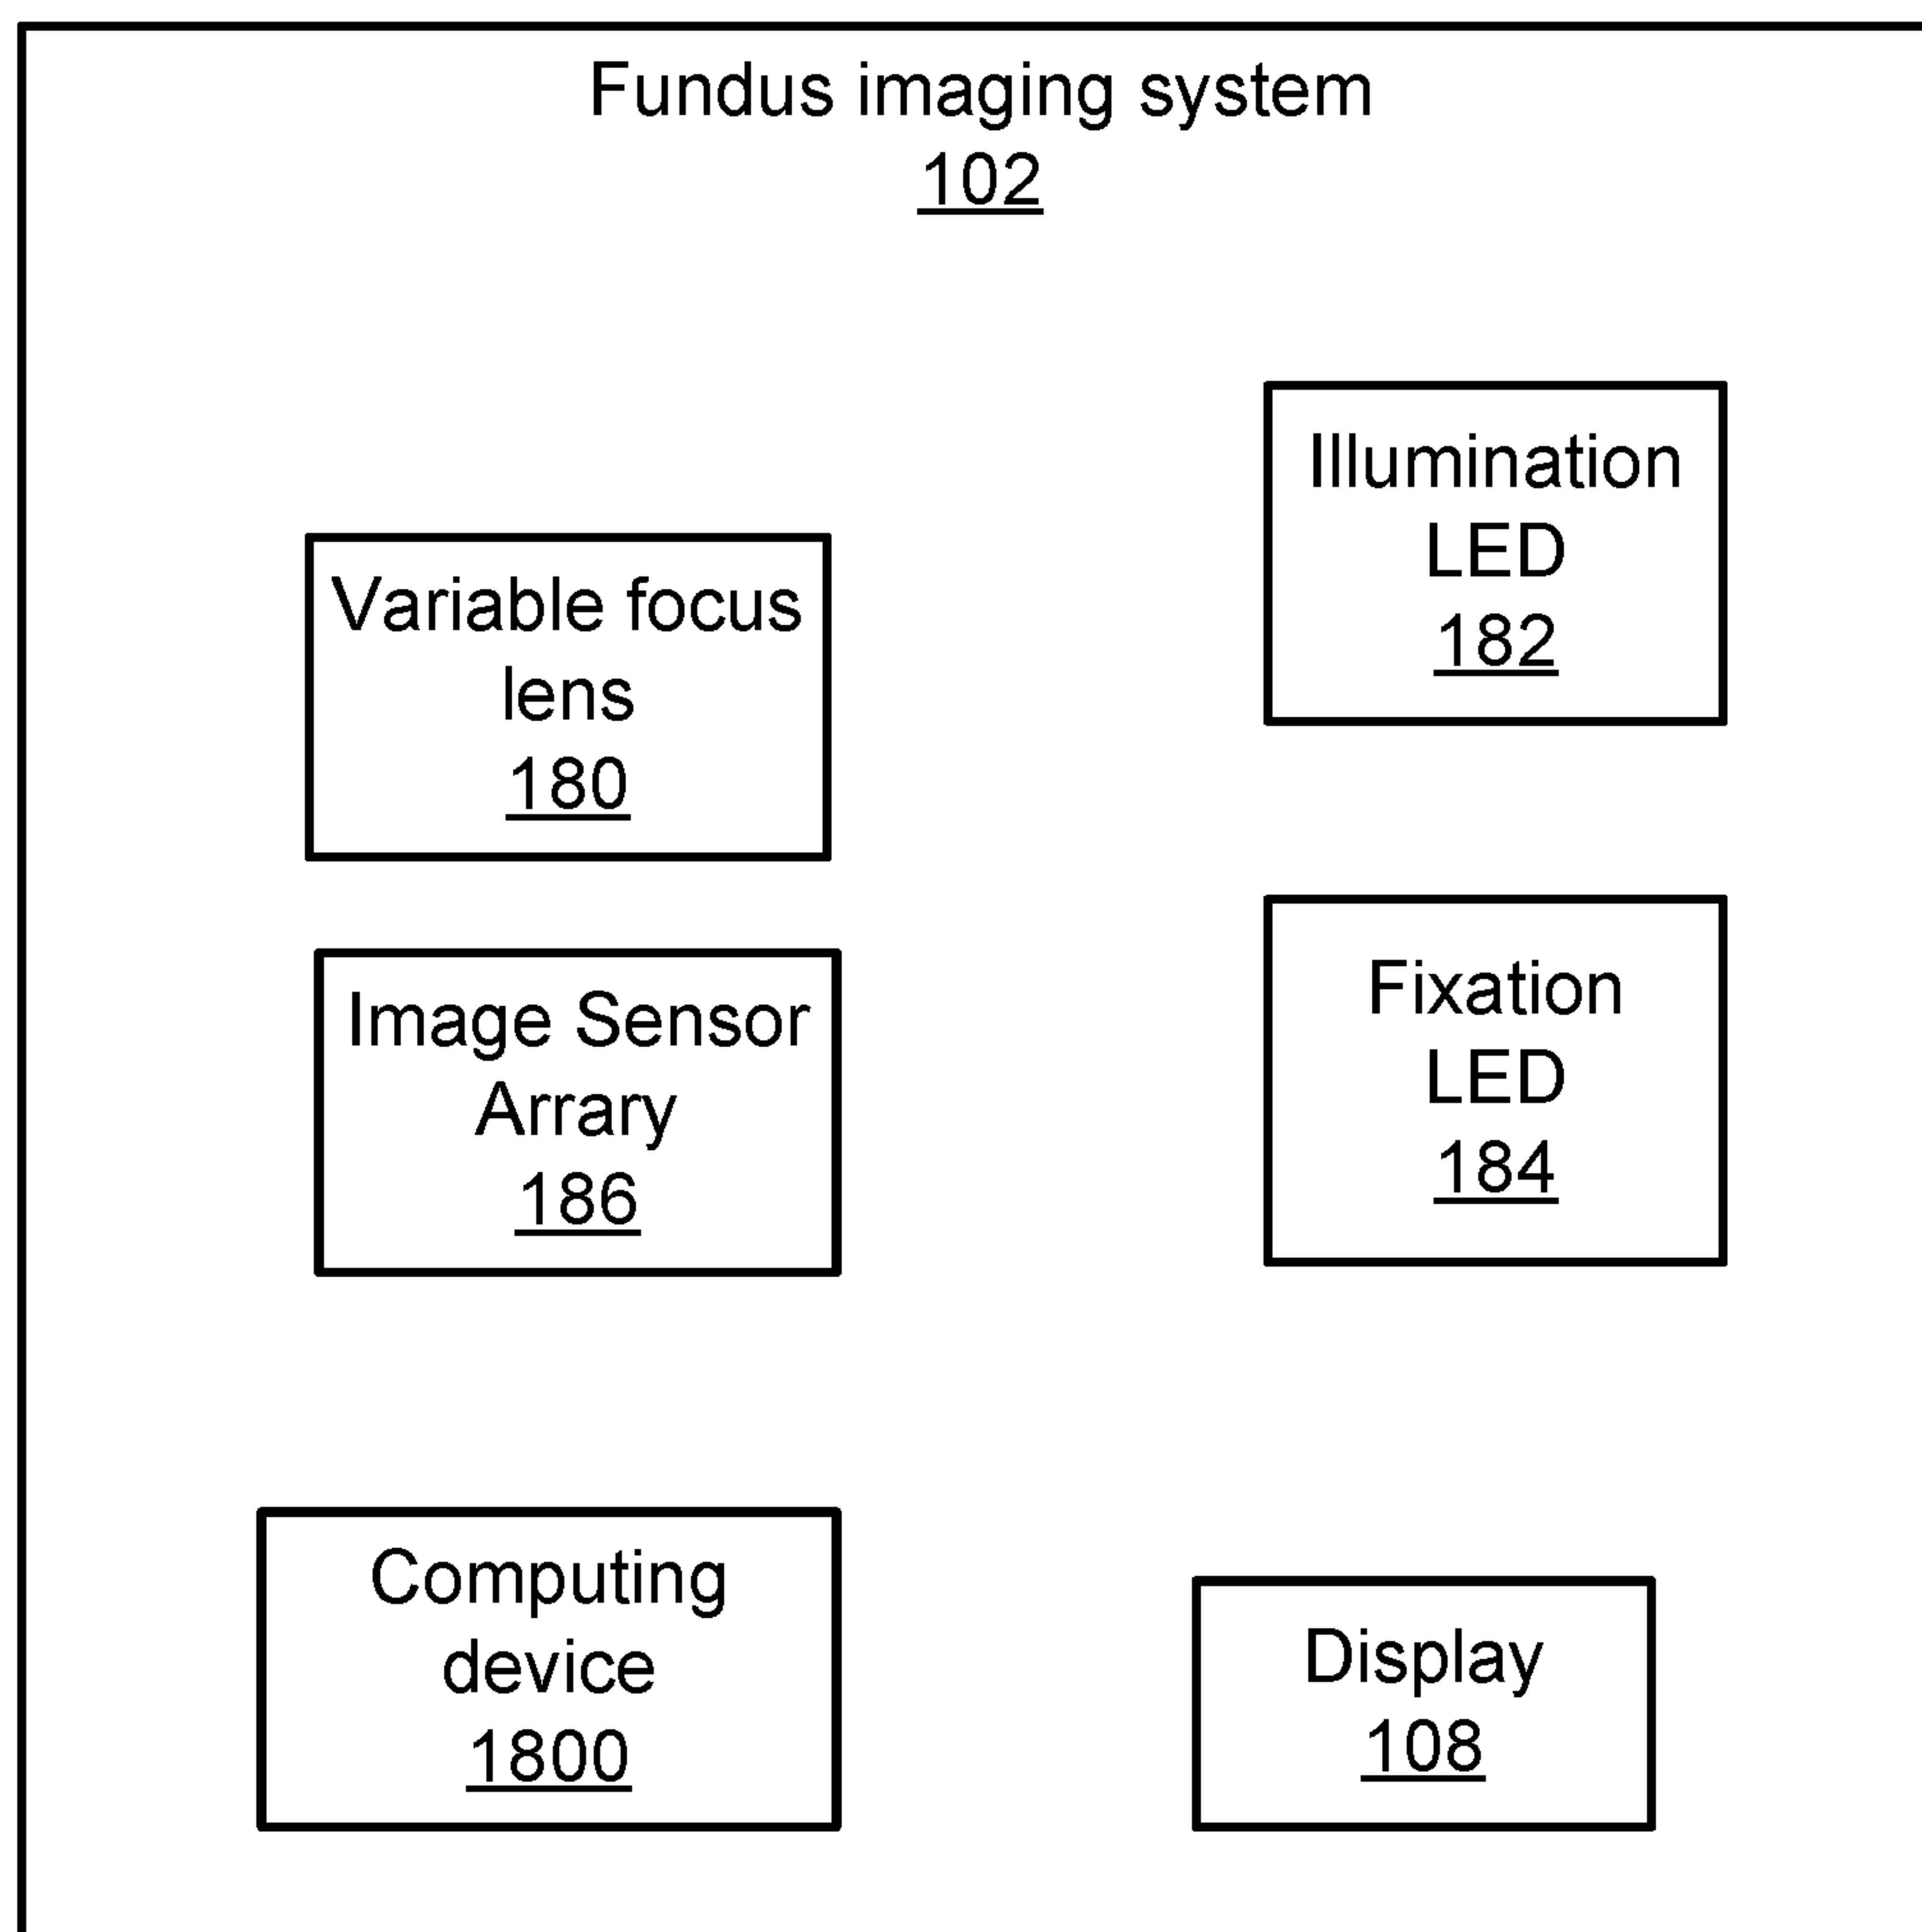 Fundus imaging system
102
Variable focus
lens
180
Illumination
LED
182
Image Sensor
Arrary
186
Fixation
LED
184
Computing
device
1800
Display
108